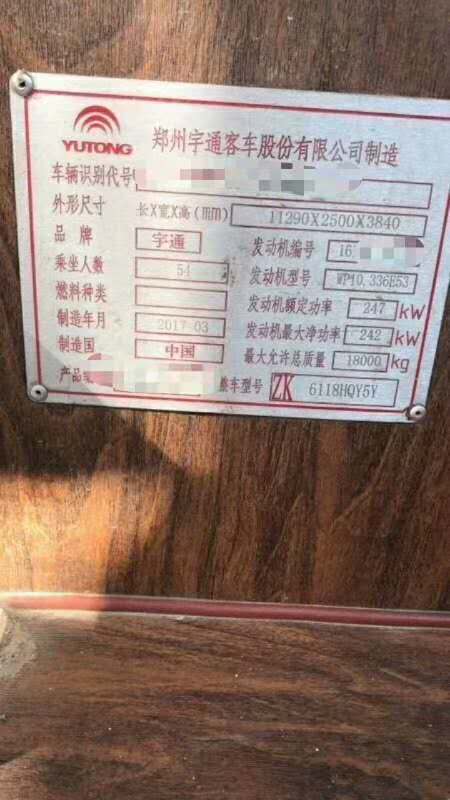 YUTONG
郑州宇通客车股份有限公司制造
车辆识别代号
外形尺寸 长X宽X高(mm) 11290X2500X3840
品牌 宇通 发动机编号 16
乘坐人数 54 发动机型号 WP10.336E53
燃料种类 发动机额定功率 247 kW
制造年月 2017 03 发动机最大净功率 242 kW
制造国 中国 最大允许总质量 18000 kg
产品 整车型号 ZK 6118HQY5Y